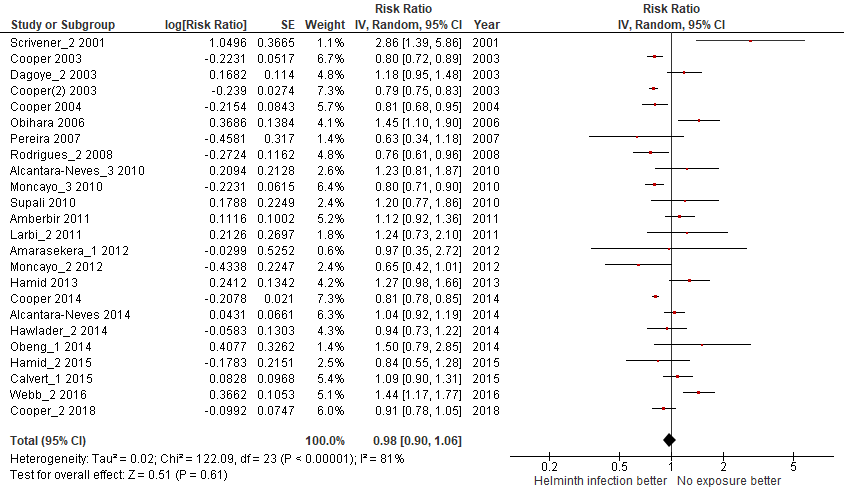 Risk Ratio Risk Ratio
Study or Subgroup log[Risk Ratio] SE Weight IV, Random, 95% CI Year IV, Random, 95% CI
Scrivener_2 2001 1.0496 0.3665 1.1% 2.86 [1.39, 5.86] 2001
Cooper 2003 -0.2231 0.0517 6.7% 0.80 [0.72, 0.89] 2003
Dagoye_2 2003 0.1682 0.114 4.8% 1.18 [0.95, 1.48] 2003
Cooper(2) 2003 -0.239 0.0274 7.2% 0.79 [0.75, 0.83] 2003
Cooper 2004 -0.2154 0.0843 5.7% 0.81 [0.68, 0.95] 2004
Obihara 2006 0.3686 0.1384 4.1% 1.45 [1.10, 1.90] 2006
Pereira 2007 -0.4581 0.317 1.4% 0.63 [0.34, 1.18] 2007
Rodrigues_2 2008 -0.2724 0.1162 4.8% 0.76 [0.61, 0.96] 2008
Alcantara-Neves_3 2010 0.2094 0.2128 2.6% 1.23 [0.81, 1.87] 2010
Moncayo_3 2010 -0.2231 0.0615 6.4% 0.80 [0.71, 0.90] 2010
Supali 2010 0.1788 0.2249 2.4% 1.20 [0.77, 1.86] 2010
Amberbir 2011 0.1116 0.1002 5.2% 1.12 [0.92, 1.36] 2011
Larbi_2 2011 0.2126 0.2697 1.8% 1.24 [0.73, 2.10] 2011
Amarasekera_1 2012 -0.0299 0.5252 0.6% 0.97 [0.35, 2.72] 2012
Moncayo_2 2012 -0.4338 0.2247 2.4% 0.65 [0.42, 1.01] 2012
Hamid 2013 0.2412 0.1342 4.2% 1.27 [0.98, 1.66] 2013
Cooper 2014 -0.2078 0.021 7.3% 0.81 [0.78, 0.85] 2014
Alcantara-Neves 2014 0.0431 0.0661 6.3% 1.04 [0.92, 1.19] 2014
Hawlader_2 2014 -0.0583 0.1303 4.4% 0.94 [0.73, 1.22] 2014
Obeng_1 2014 0.4077 0.3262 1.4% 1.50 [0.79, 2.85] 2014
Hamid_2 2015 -0.1783 0.2151 2.5% 0.84 [0.55, 1.28] 2015
Calvert_1 2015 0.0828 0.0968 5.3% 1.09 [0.90, 1.31] 2015
Webb_2 2016 0.3662 0.1053 5.1% 1.44 [1.17, 1.77] 2016
Cooper_2 2018 -0.0992 0.0747 6.0% 0.91 [0.78, 1.05] 2018
Total (95% CI) 100.0% 0.98 [0.90, 1.06]
Heterogeneity: Tau² = 0.02; Chi² = 122.09, df = 23 (P < 0.00001); I² = 81%
Test for overall effect: Z = 0.51 (P = 0.61)
0.2 0.5 1 2 5
Helminth infection better No exposure better